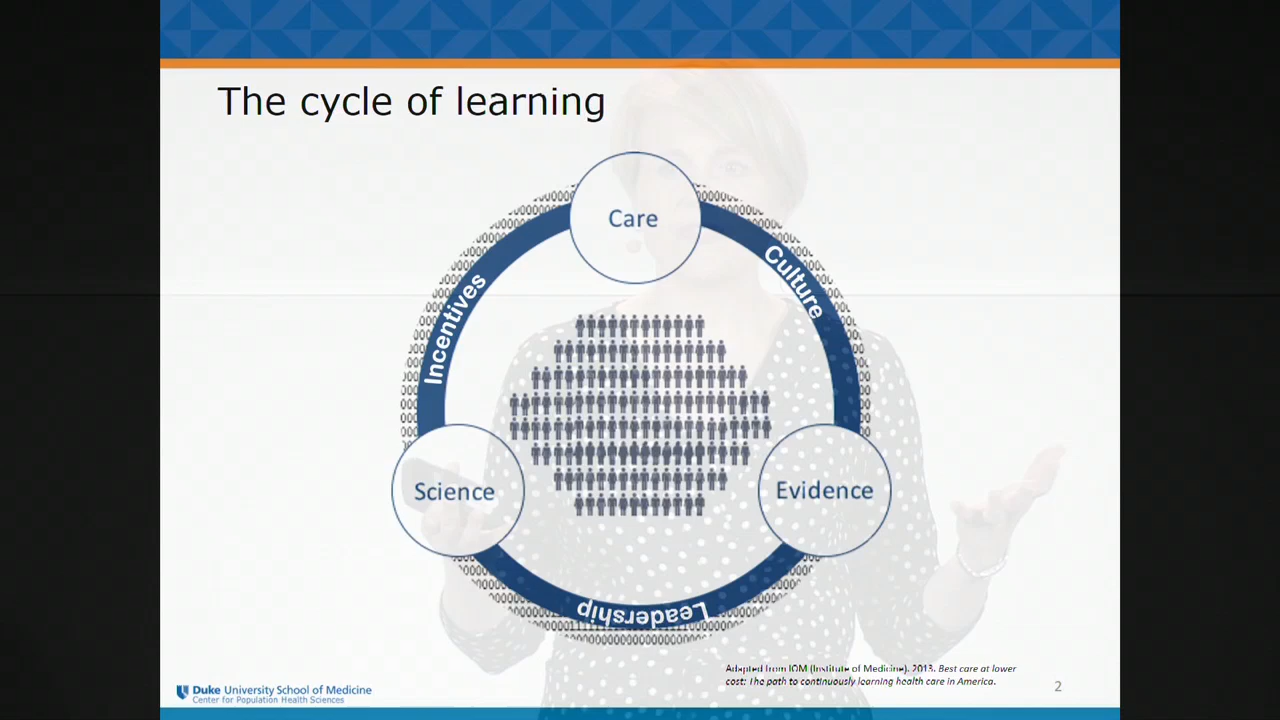 The cycle of learning
Care
Culture
Incentives
Science
Evidence
Leadership
Adapted from IOM (Institute of Medicine). 2013. Best care at lower
cost: The path to continuously learning health care in America.
Duke University School of Medicine
Center for Population Health Sciences
2